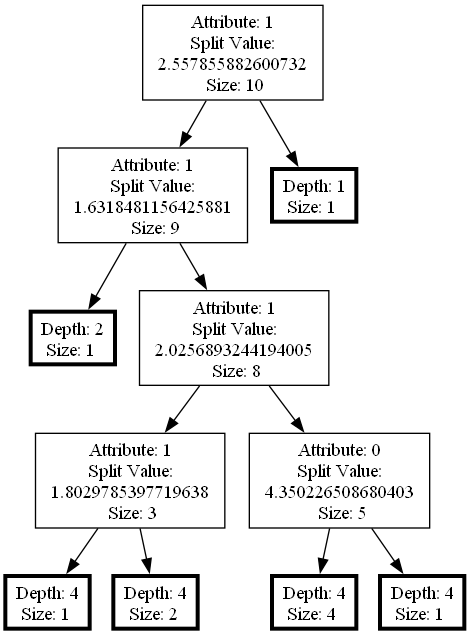 Attribute: 1
Split Value:
2.557855882600732
Size: 10
Attribute: 1
Split Value:
1.6318481156425881
Size: 9
Depth: 1
Size: 1
Depth: 2
Size: 1
Attribute: 1
Split Value:
2.0256893244194005
Size: 8
Attribute: 1
Split Value:
1.8029785397719638
Size: 3
Attribute: 0
Split Value:
4.350226508680403
Size: 5
Depth: 4
Size: 1
Depth: 4
Size: 2
Depth: 4
Size: 4
Depth: 4
Size: 1